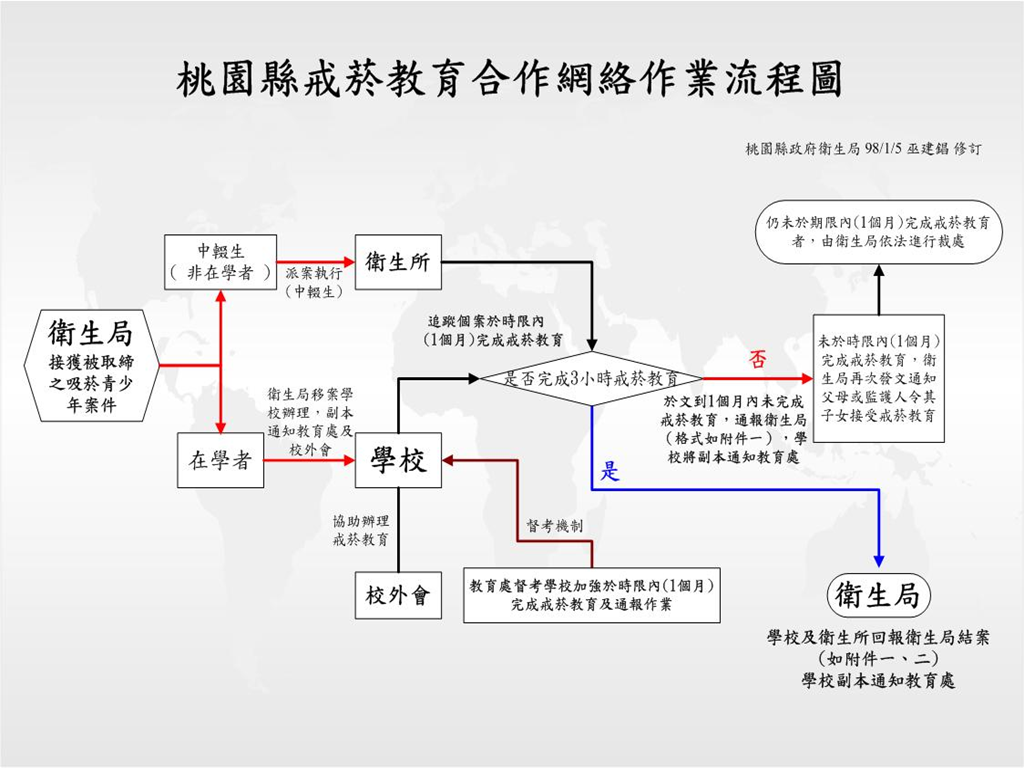 桃園縣戒菸教育合作網絡作業流程圖
桃園縣政府衛生局 98/1/5 巫建錩 修訂
仍未於期限內(1個月)完成戒菸教育
者，由衛生局依法進行裁處
中輟生
( 非在學者 )
派案執行
(中輟生)
衛生所
衛生局
接獲被取締
之吸菸青少
年案件
追蹤個案於時限內
(1個月)完成戒菸教育
是否完成3小時戒菸教育
否
未於時限內(1個月)
完成戒菸教育，衛
生局再次發文通知
父母或監護人令其
子女接受戒菸教育
於文到1個月內未完成
戒菸教育，通報衛生局
(格式如附件一)，學
校將副本通知教育處
衛生局移案學
校辦理，副本
通知教育處及
校外會
在學者
學校
是
協助辦理
戒菸教育
督考機制
校外會
教育處督考學校加強於時限內(1個月)
完成戒菸教育及通報作業
衛生局
學校及衛生所回報衛生局結案
(如附件一、二)
學校副本通知教育處